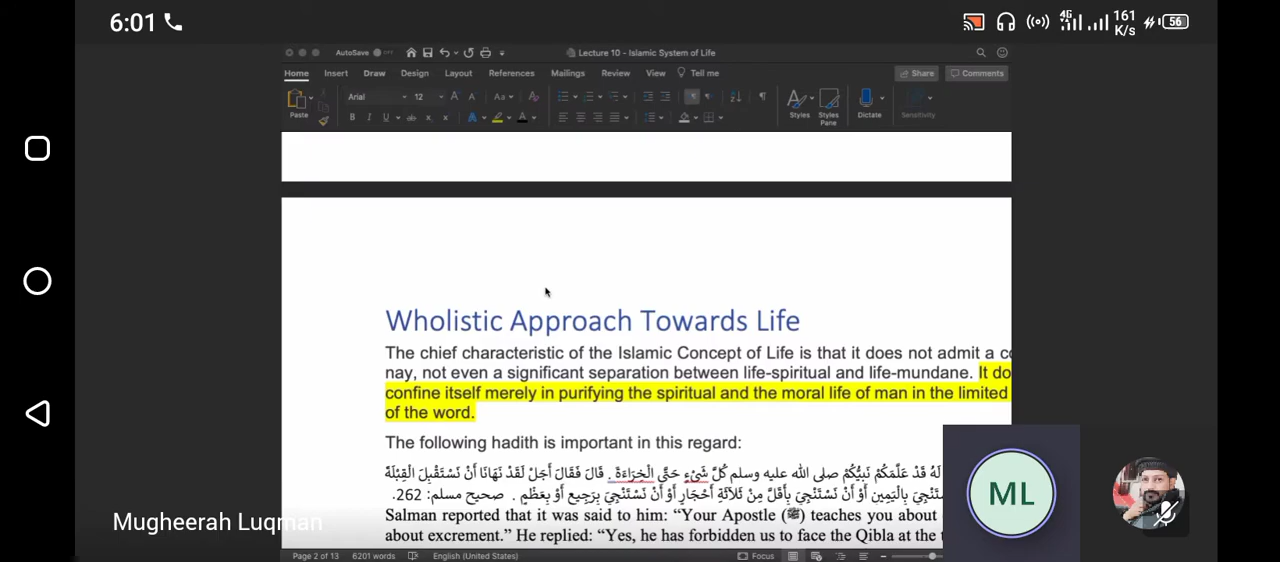 6:01
4G
161
K/s
56
AutoSave
OFF
Lecture 10 - Islamic System of Life
Home Insert Draw Design Layout References Mailings Review View Tell me
Share Comments
Paste
Arial 12
Styles
Styles Pane
Dictate
Sensitivity
Wholistic Approach Towards Life
The chief characteristic of the Islamic Concept of Life is that it does not admit a
nay, not even a significant separation between life-spiritual and life-mundane. It
confine itself merely in purifying the spiritual and the moral life of man in the limited
of the word.
The following hadith is important in this regard:
لَهُ قَدْ عَلَّمَكُمْ نَبِيُّكُمْ صلى الله عليه وسلم كُلَّ شَىْءٍ حَتَّى الْخِرَاءَةَ . قَالَ فَقَالَ أَجَلْ لَقَدْ نَهَانَا أَنْ نَسْتَقْبِلَ الْقِبْلَةَ
بِالْيَمِينِ أَوْ أَنْ نَسْتَنْجِيَ بِأَقَلَّ مِنْ ثَلاَثَةِ أَحْجَارٍ أَوْ أَنْ نَسْتَنْجِيَ بِرَجِيعٍ أَوْ بِعَظْمٍ . صحيح مسلم: 262.
Salman reported that it was said to him: “Your Apostle (ﷺ) teaches you about
about excrement.” He replied: “Yes, he has forbidden us to face the Qibla at the
ML
Mugheerah Luqman
Page 2 of 13 6201 words English (United States) Focus